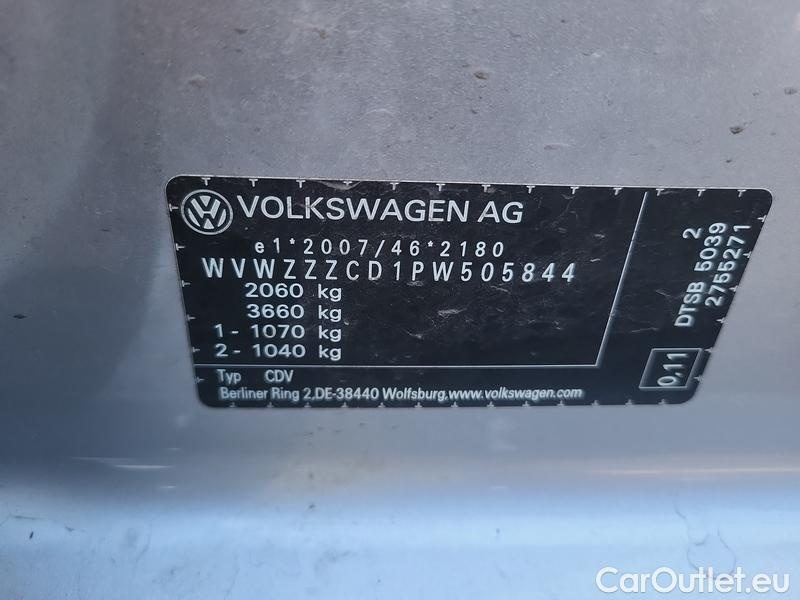 VOLKSWAGEN AG
e1*2007/46*2180
WVWZZZCD1PW505844
2060 kg
3660 kg
1 - 1070 kg
2 - 1040 kg
Typ CDV
Berliner Ring 2,DE-38440 Wolfsburg,www.volkswagen.com
2
DTSB 5039
2755271
0,11
CarOutlet.eu